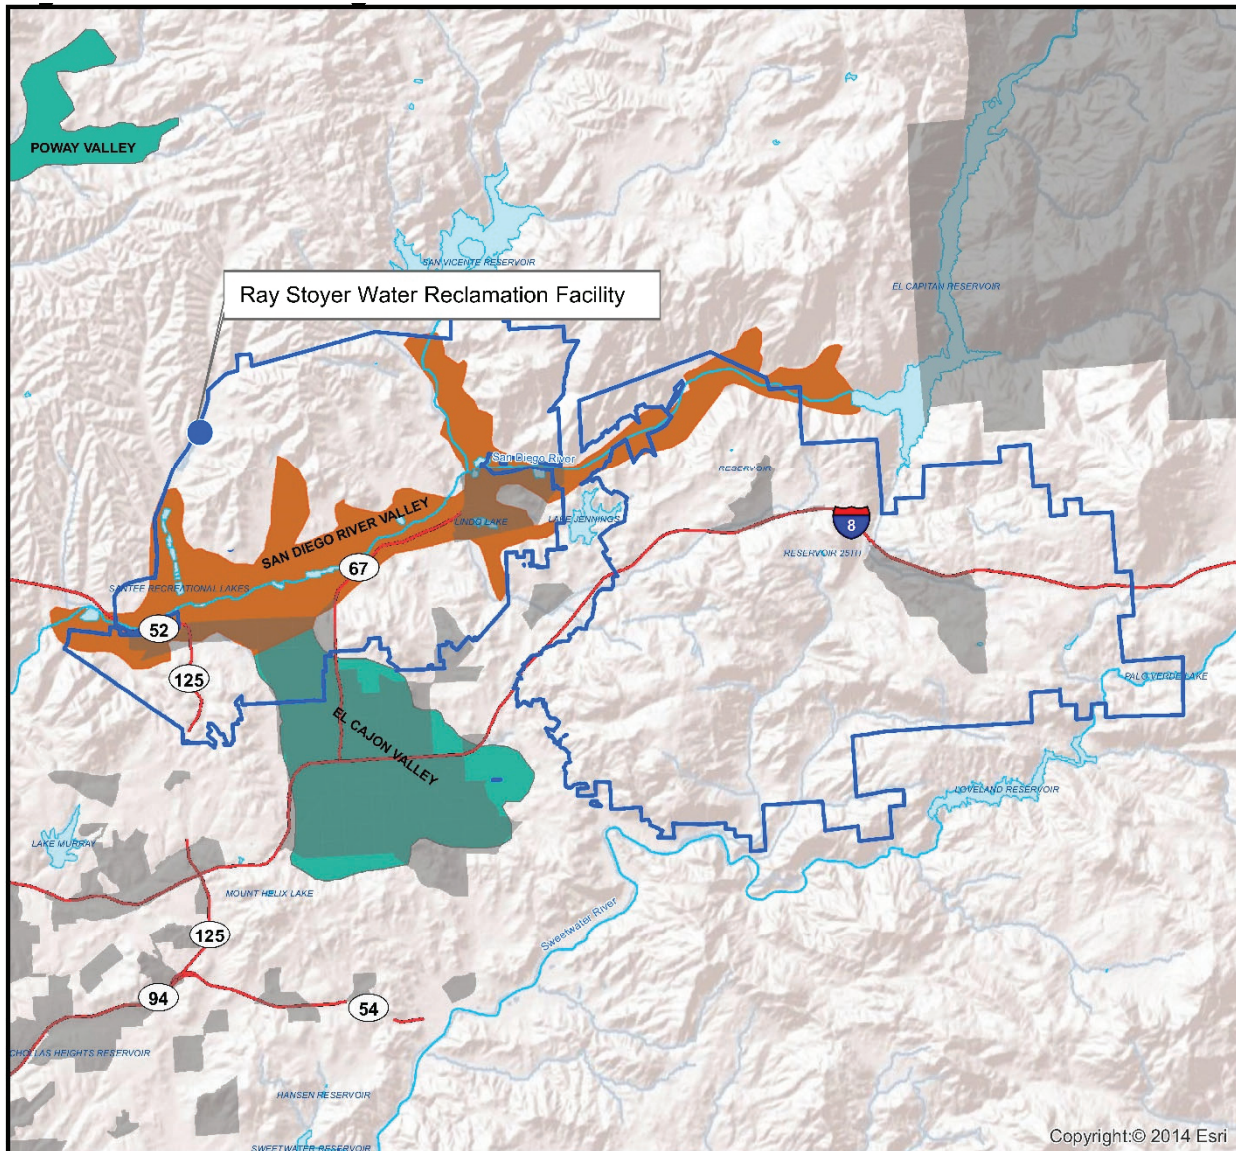 POWAY VALLEY
SAN VICENTE RESERVOIR
Ray Stoyer Water Reclamation Facility
EL CAPITAN RESERVOIR
San Diego River
RESERVOIR
SAN DIEGO RIVER VALLEY
LINDO LAKE
LAKE JENNINGS
8
RESERVOIR 25111
67
SANTEE RECREATIONAL LAKES
52
125
PALO VERDE LAKE
EL CAJON VALLEY
LOVELAND RESERVOIR
LAKE MURRAY
MOUNT HELIX LAKE
Sweetwater River
125
94
54
CHOLLAS HEIGHTS RESERVOIR
HANSEN RESERVOIR
SWEETWATER RESERVOIR
Copyright:© 2014 Esri